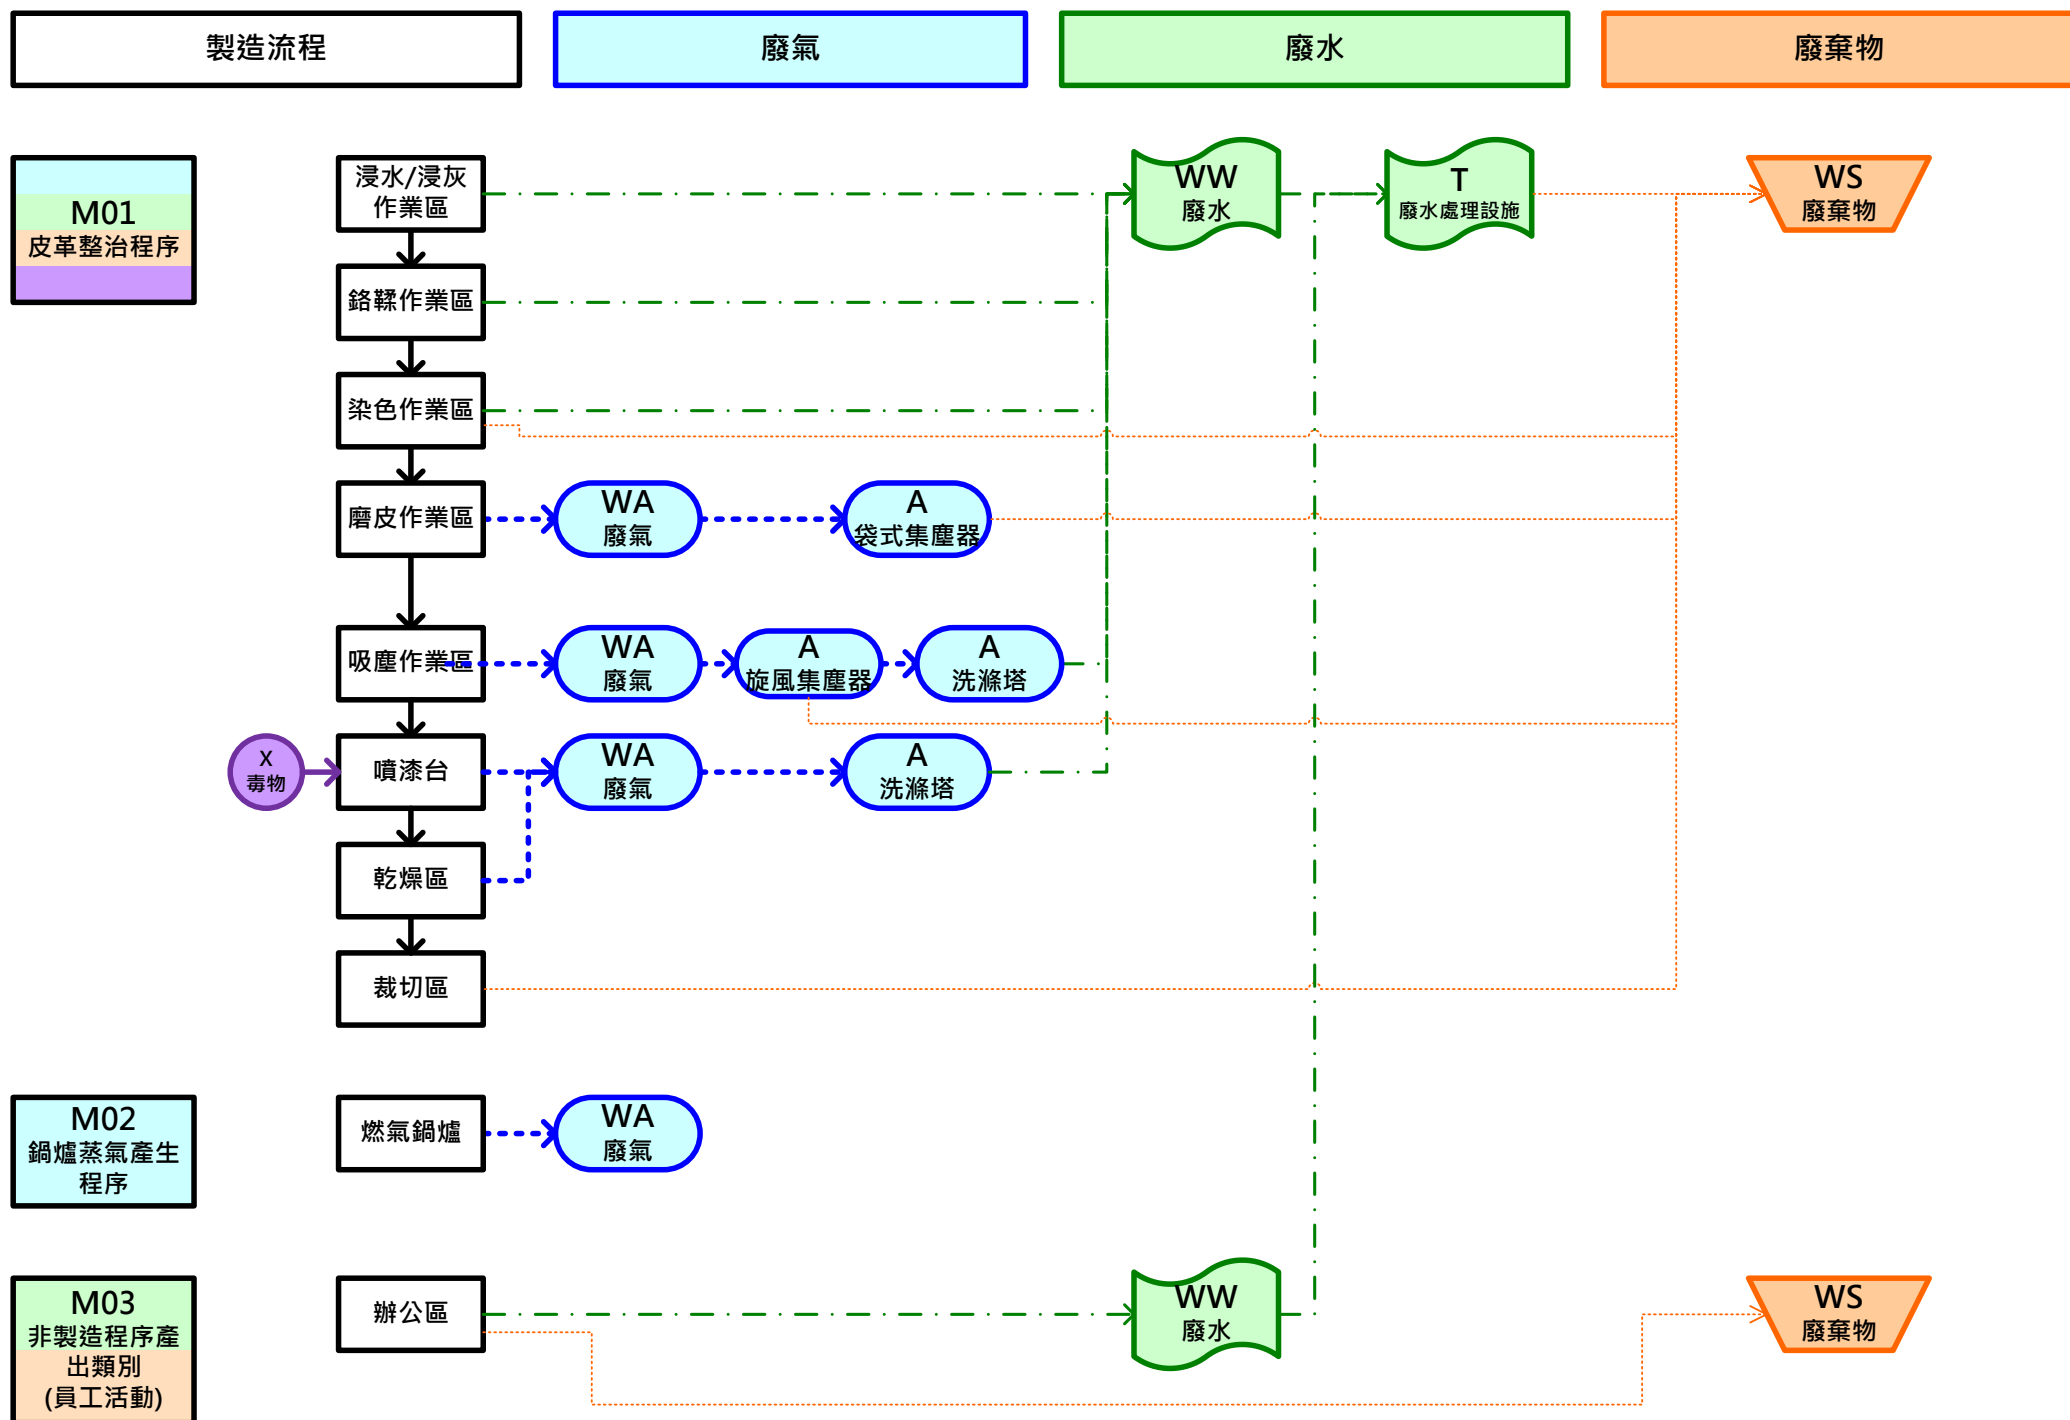 製造流程
廢氣
廢水
廢棄物
M01
皮革整治程序
浸水/浸灰
作業區
WW
廢水
T
廢水處理設施
WS
廢棄物
鉻鞣作業區
染色作業區
磨皮作業區
WA
廢氣
A
袋式集塵器
吸塵作業區
WA
廢氣
A
旋風集塵器
A
洗滌塔
X
毒物
噴漆台
WA
廢氣
A
洗滌塔
乾燥區
裁切區
M02
鍋爐蒸氣產生
程序
燃氣鍋爐
WA
廢氣
M03
非製造程序產
出類別
(員工活動)
辦公區
WW
廢水
WS
廢棄物